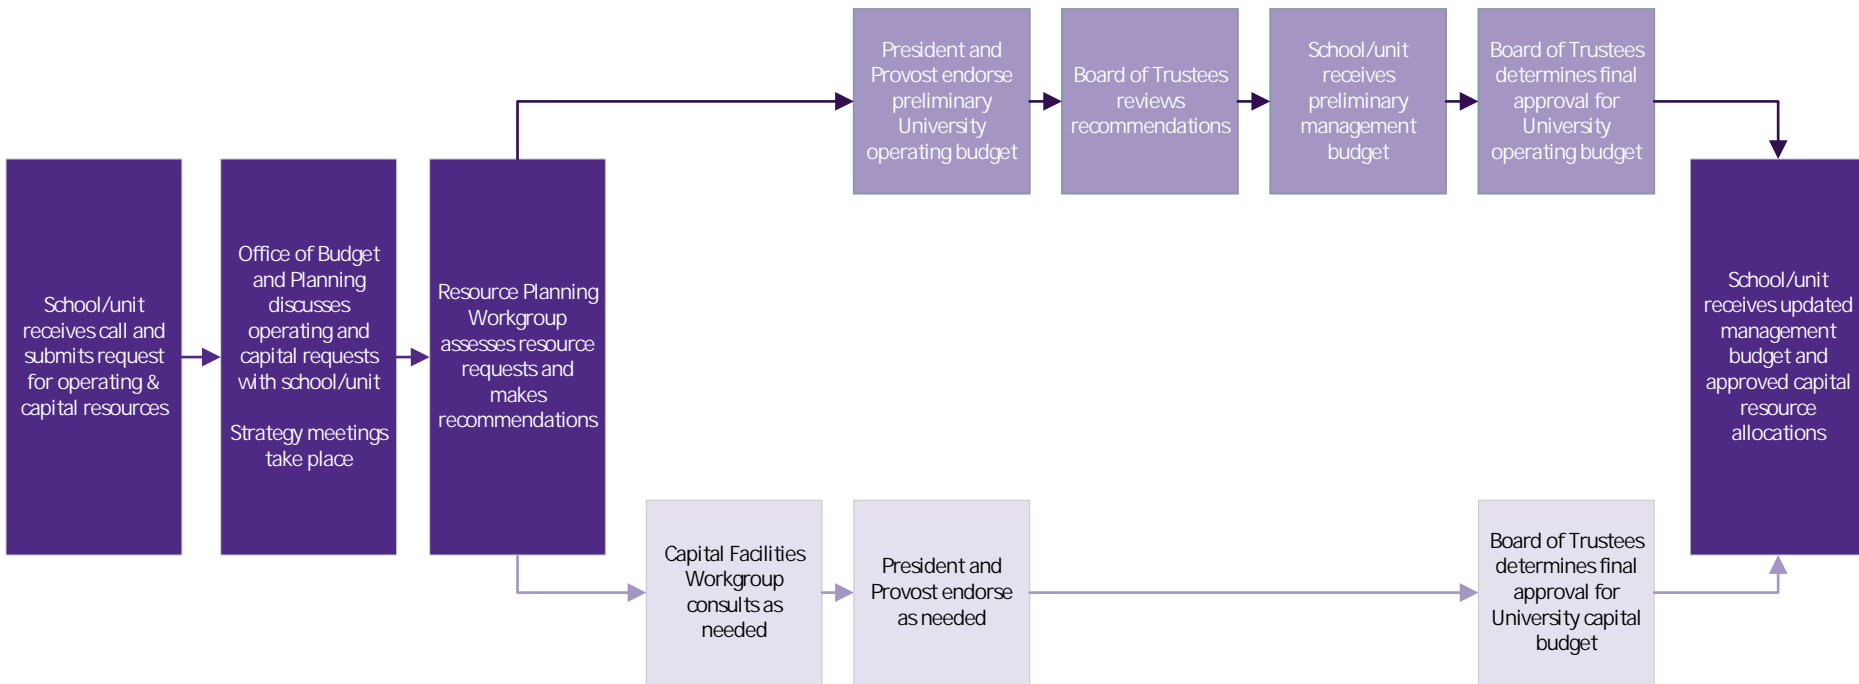 School/unit
receives call and
submits request
for operating &
capital resources
Office of Budget
and Planning
discusses
operating and
capital requests
with school/unit
Strategy meetings
take place
Resource Planning
Workgroup
assesses resource
requests and
makes
recommendations
President and
Provost endorse
preliminary
University
operating budget
Board of Trustees
reviews
recommendations
School/unit
receives
preliminary
management
budget
Board of Trustees
determines final
approval for
University
operating budget
Capital Facilities
Workgroup
consults as
needed
President and
Provost endorse
as needed
Board of Trustees
determines final
approval for
University capital
budget
School/unit
receives updated
management
budget and
approved capital
resource
allocations